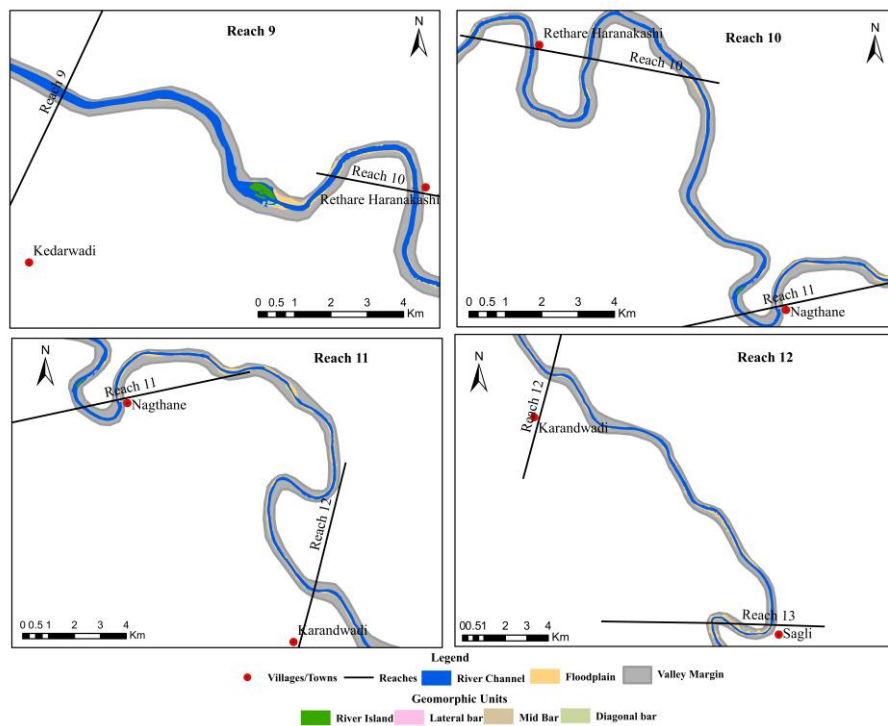 Reach 9
N
Reach 9
Reach 10
Rethare Haranakashi
Kedarwadi
0 0.5 1 2 3 4
Km
Reach 10
N
Rethare Haranakashi
Reach 10
Reach 11
Nagthane
0 0.5 1 2 3 4
Km
Reach 11
N
Reach 11
Nagthane
Reach 12
Karandwadi
0 0.5 1 2 3 4
Km
Reach 12
N
Reach 12
Karandwadi
Reach 13
Sagli
00.51 2 3 4
Km
Legend
Villages/Towns Reaches River Channel Floodplain Valley Margin
Geomorphic Units
River Island Lateral bar Mid Bar Diagonal bar